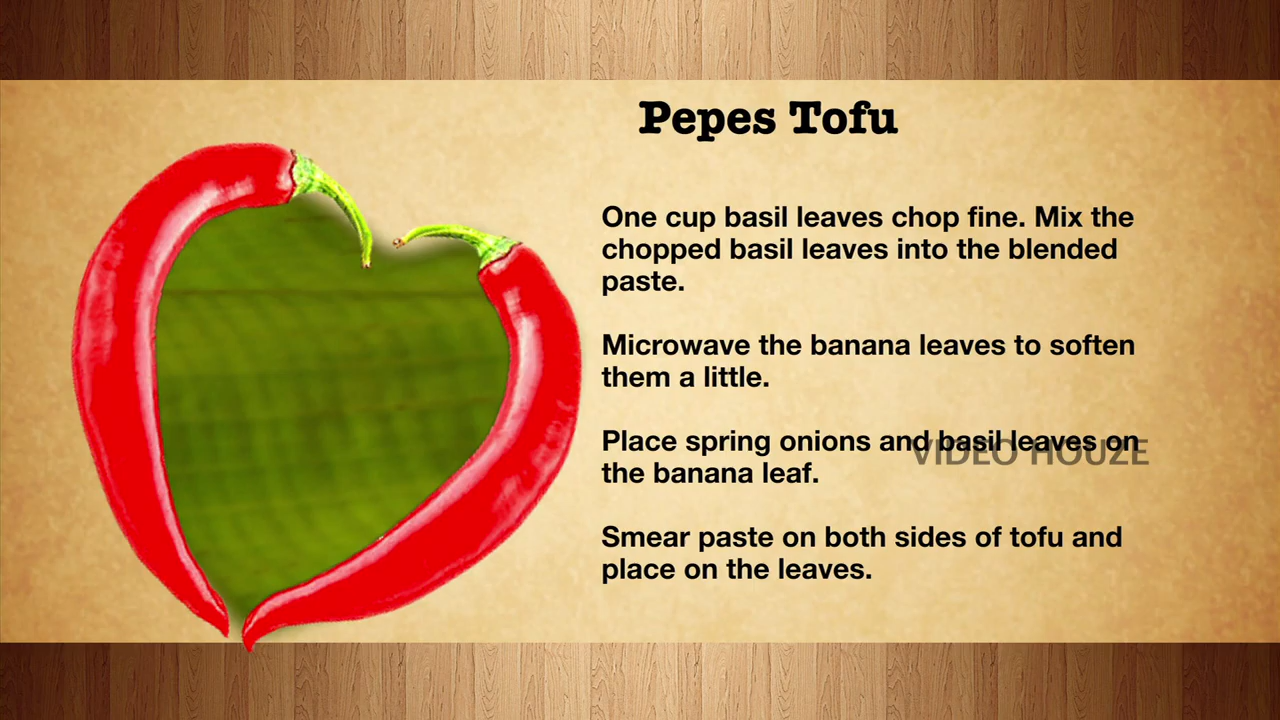 Pepes Tofu
One cup basil leaves chop fine. Mix the
chopped basil leaves into the blended
paste.
Microwave the banana leaves to soften
them a little.
Place spring onions and basil leaves on
the banana leaf.
VIDEO HOUZE
Smear paste on both sides of tofu and
place on the leaves.